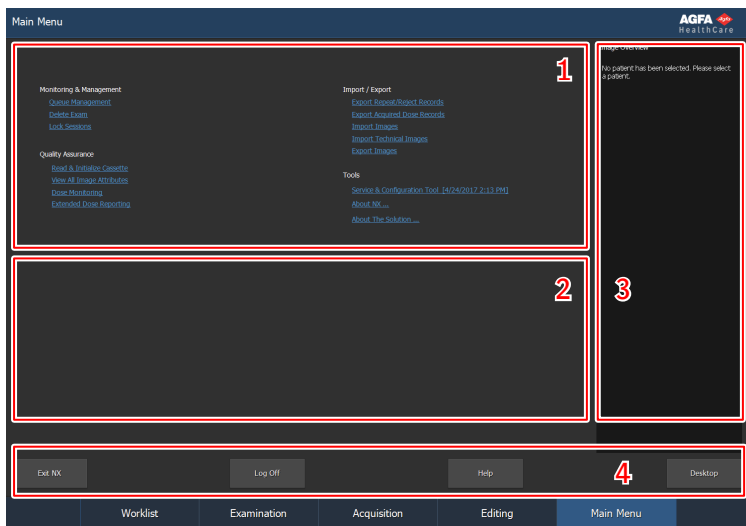 Main Menu
AGFA
HealthCare
1
Image Overview
No patient has been selected. Please select
a patient.
Monitoring & Management
Queue Management
Delete Exam
Lock Sessions
Quality Assurance
Read & Initialize Cassette
View All Image Attributes
Dose Monitoring
Extended Dose Reporting
Import / Export
Export Repeat/Reject Records
Export Acquired Dose Records
Import Images
Import Technical Images
Export Images
Tools
Service & Configuration Tool [4/24/2017 2:13 PM]
About NX ...
About The Solution ...
2
3
Exit NX
Log Off
Help
4
Desktop
Worklist
Examination
Acquisition
Editing
Main Menu